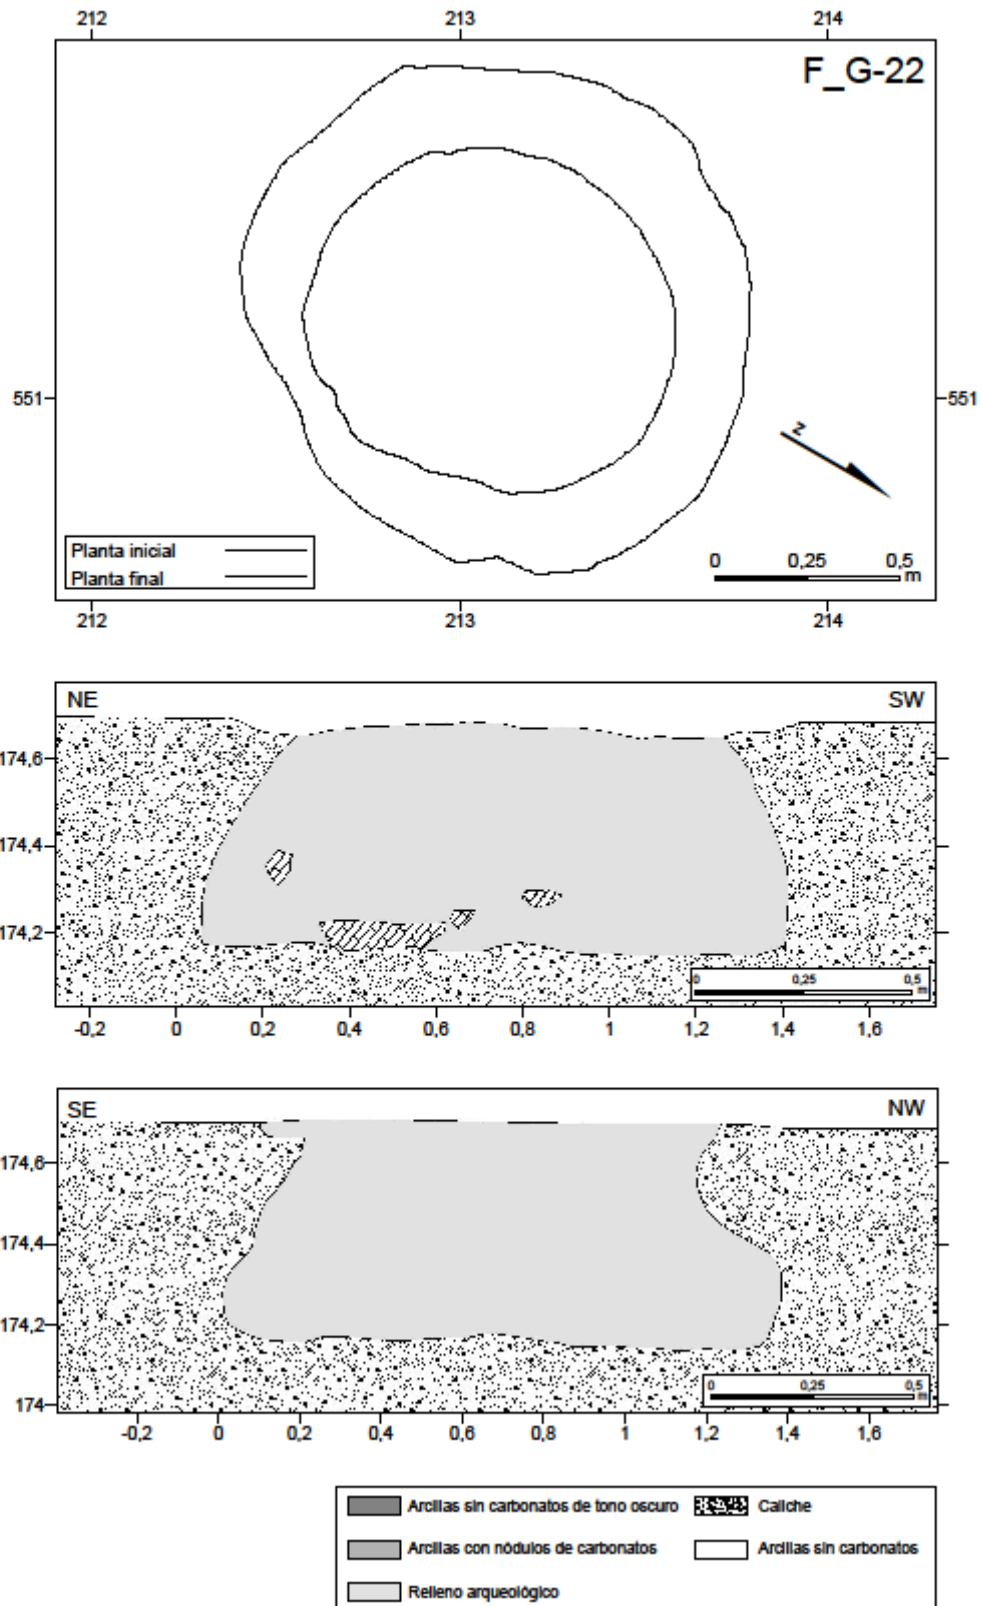 212 213 214
F_G-22
551 551
z
Planta inicial
Planta final
0 0,25 0,5
m
212 213 214
NE SW
174,6
174,4
174,2
0 0,25 0,5
m
-0,2 0 0,2 0,4 0,6 0,8 1 1,2 1,4 1,6
SE NW
174,6
174,4
174,2
174
0 0,25 0,5
m
-0,2 0 0,2 0,4 0,6 0,8 1 1,2 1,4 1,6
Arcillas sin carbonatos de tono oscuro Caliche
Arcillas con nódulos de carbonatos Arcillas sin carbonatos
Relleno arqueológico